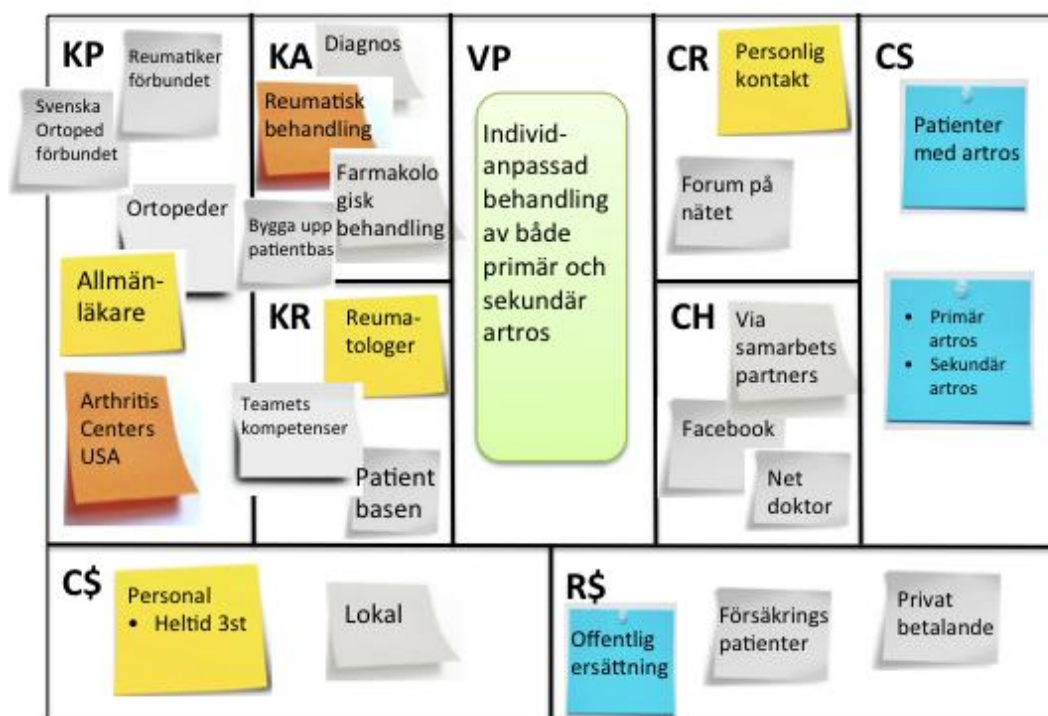 KP
Reumatiker
förbundet
Svenska
Ortoped
förbundet
Ortopeder
Allmän-
läkare
Arthritis
Centers
USA
KA
Diagnos
Reumatisk
behandling
Farmakolo
gisk
behandling
Bygga upp
patientbas
KR
Reuma-
tologer
Teamets
kompetenser
Patient
basen
VP
Individ-
anpassad
behandling
av både
primär och
sekundär
artros
CR
Personlig
kontakt
Forum på
nätet
CH
Via
samarbets
partners
Facebook
Net
doktor
CS
Patienter
med artros
• Primär
artros
• Sekundär
artros
C$
Personal
• Heltid 3st
Lokal
R$
Offentlig
ersättning
Försäkrings
patienter
Privat
betalande